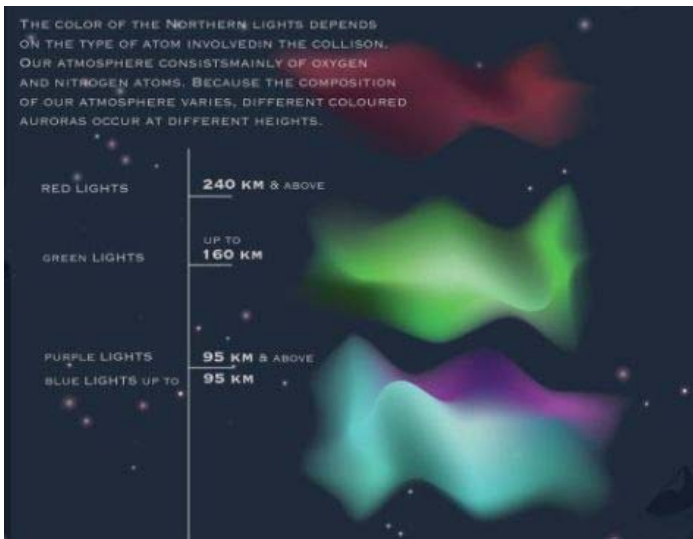 THE COLOR OF THE NORTHERN LIGHTS DEPENDS
ON THE TYPE OF ATOM INVOLVEDIN THE COLLISON.
OUR ATMOSPHERE CONSISTSMAINLY OF OXYGEN
AND NITROGEN ATOMS. BECAUSE THE COMPOSITION
OF OUR ATMOSPHERE VARIES, DIFFERENT COLOURED
AURORAS OCCUR AT DIFFERENT HEIGHTS.
RED LIGHTS 240 KM & ABOVE
UP TO
GREEN LIGHTS 160 KM
PURPLE LIGHTS 95 KM & ABOVE
BLUE LIGHTS UP TO 95 KM